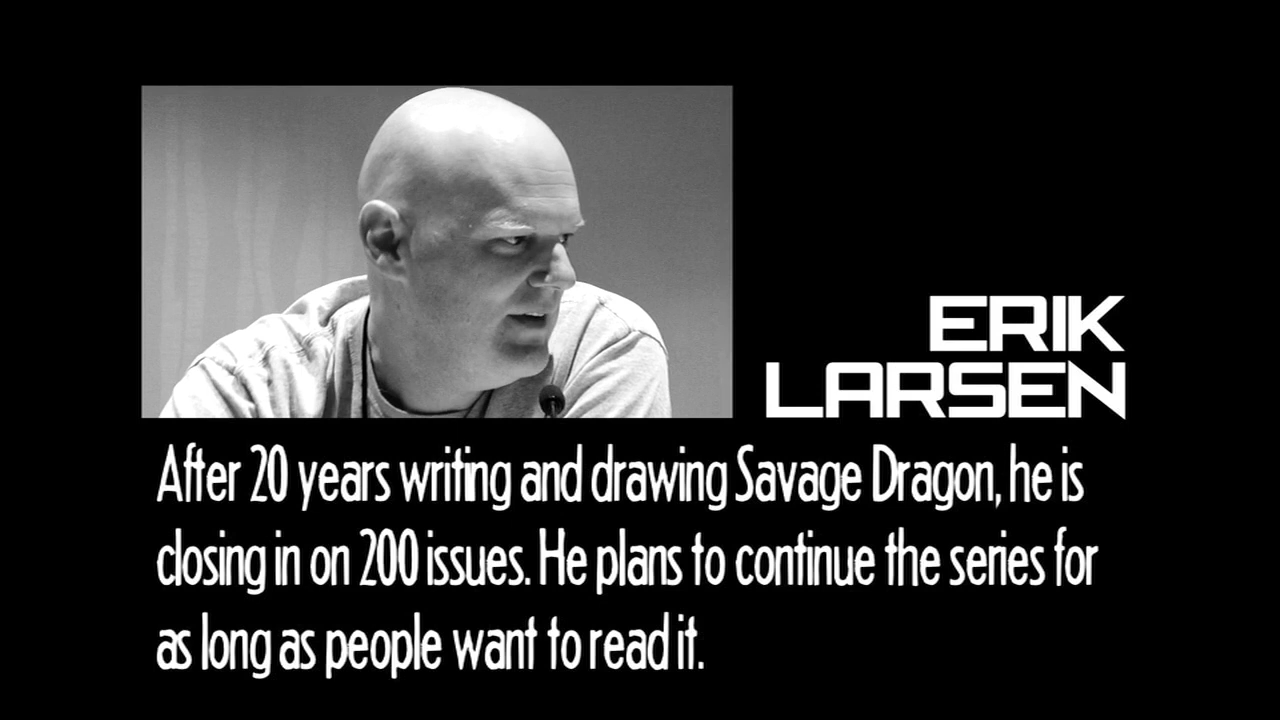 ERIK
LARSEN
After 20 years writing and drawing Savage Dragon, he is
closing in on 200 issues. He plans to continue the series for
as long as people want to read it.